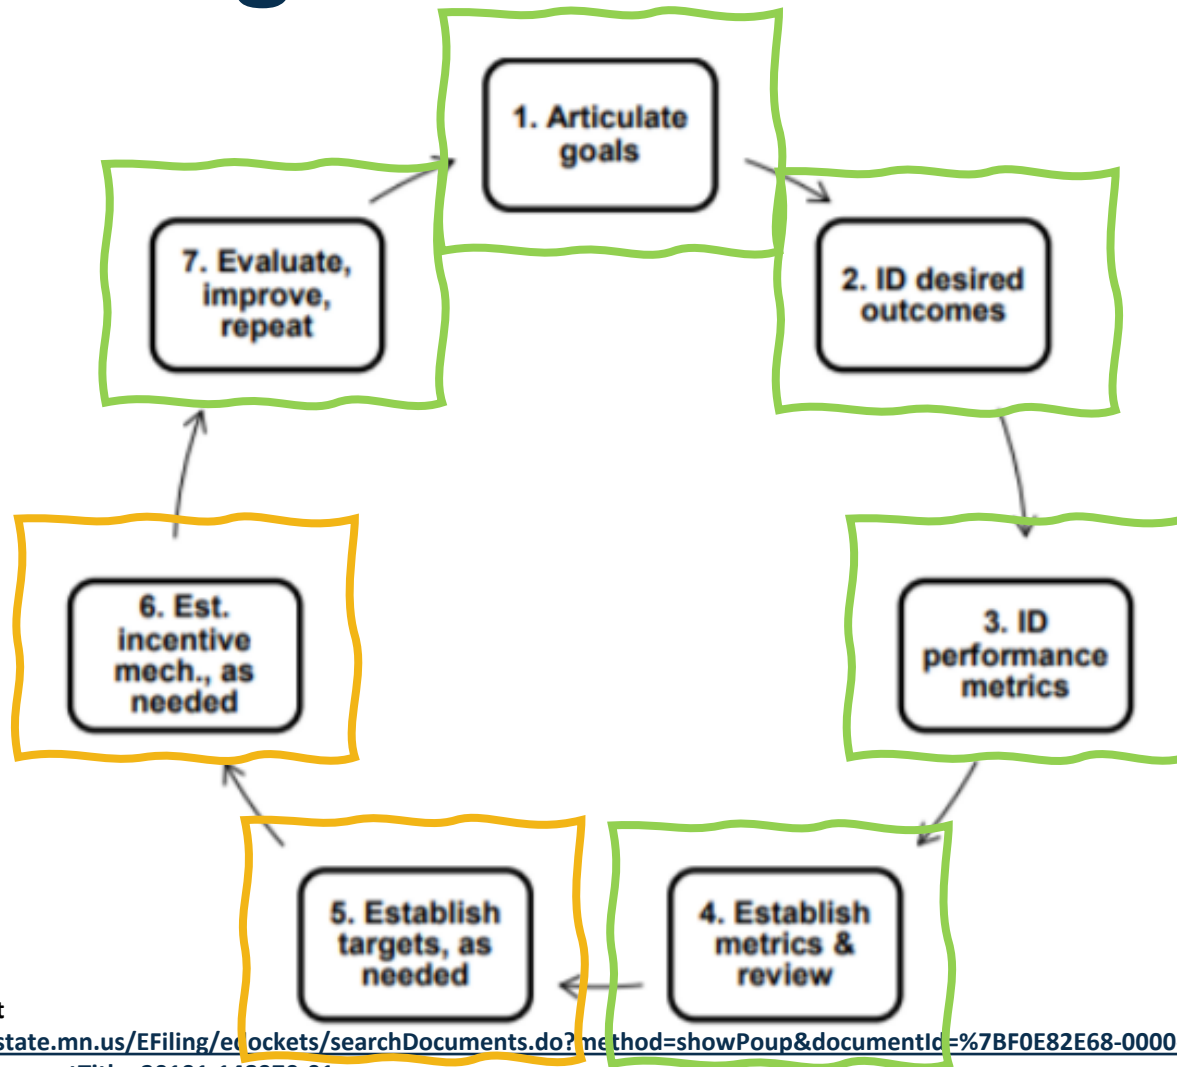 1. Articulate
goals
2. ID desired
outcomes
3. ID
performance
metrics
4. Establish
metrics &
review
5. Establish
targets, as
needed
6. Est.
incentive
mech., as
needed
7. Evaluate,
improve,
repeat
state.mn.us/EFiling/edockets/searchDocuments.do?method=showPoup&documentId=%7BF0E82E68-0000